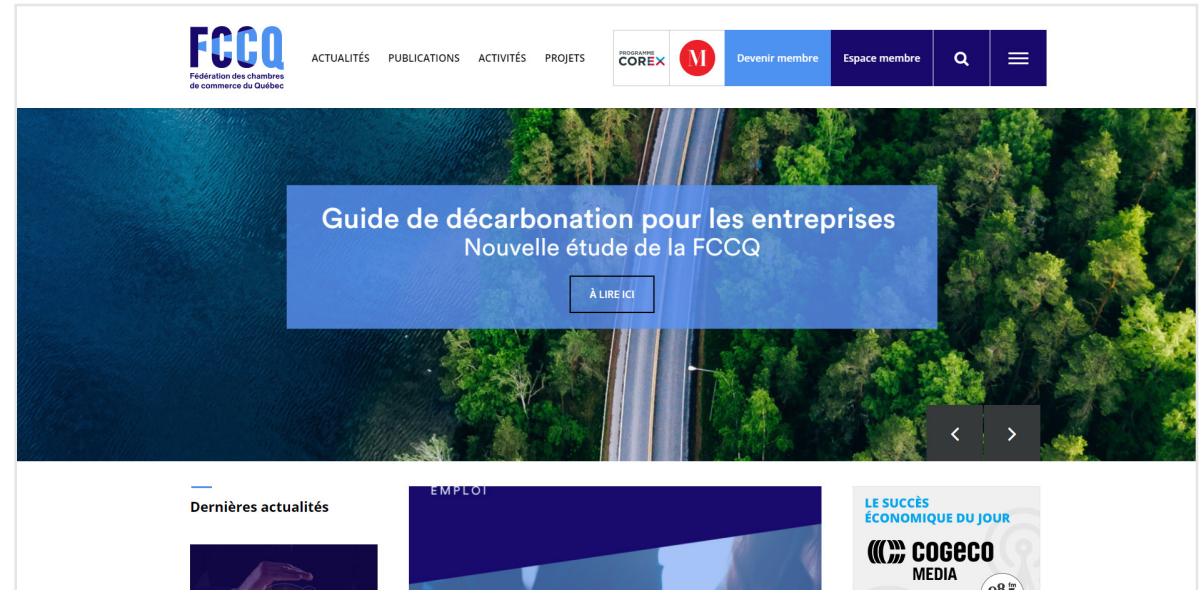 FCCQ
Fédération des chambres
de commerce du Québec
ACTUALITÉS PUBLICATIONS ACTIVITÉS PROJETS
PROGRAMME
COREX
M
Devenir membre
Espace membre
Guide de décarbonation pour les entreprises
Nouvelle étude de la FCCQ
À LIRE ICI
Dernières actualités
EMPLOI
LE SUCCÈS
ÉCONOMIQUE DU JOUR
COGECO
MEDIA
98 fm